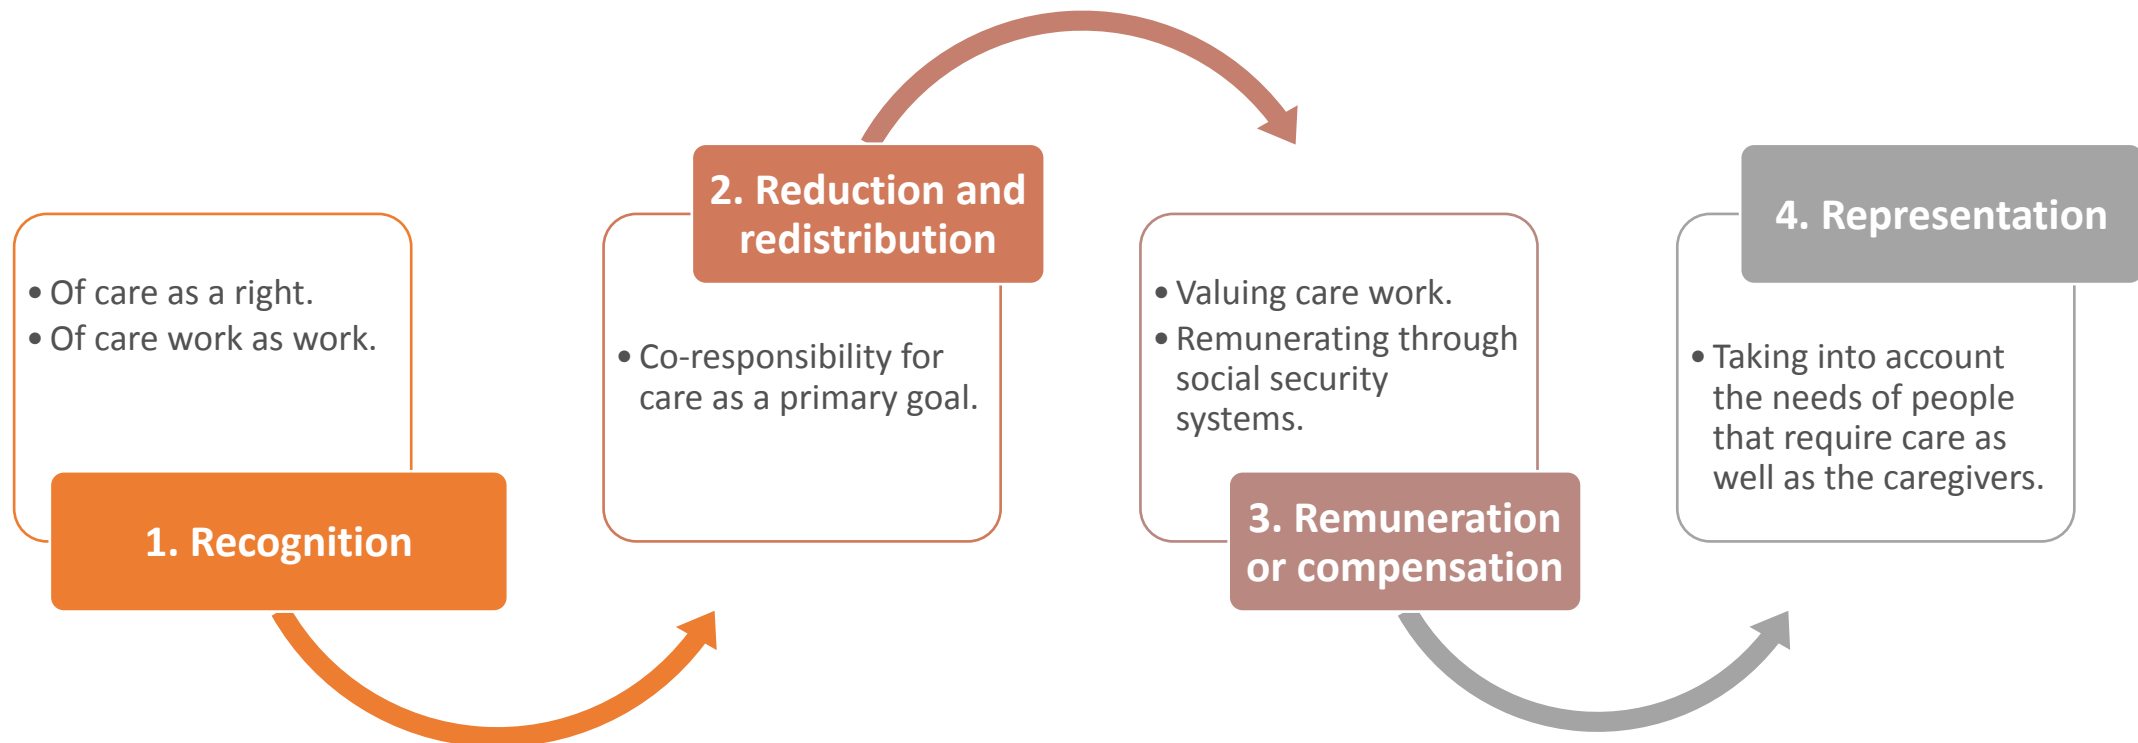 • Of care as a right.
• Of care work as work.
1. Recognition
2. Reduction and
redistribution
• Co-responsibility for
care as a primary goal.
• Valuing care work.
• Remunerating through
social security
systems.
3. Remuneration
or compensation
4. Representation
• Taking into account
the needs of people
that require care as
well as the caregivers.